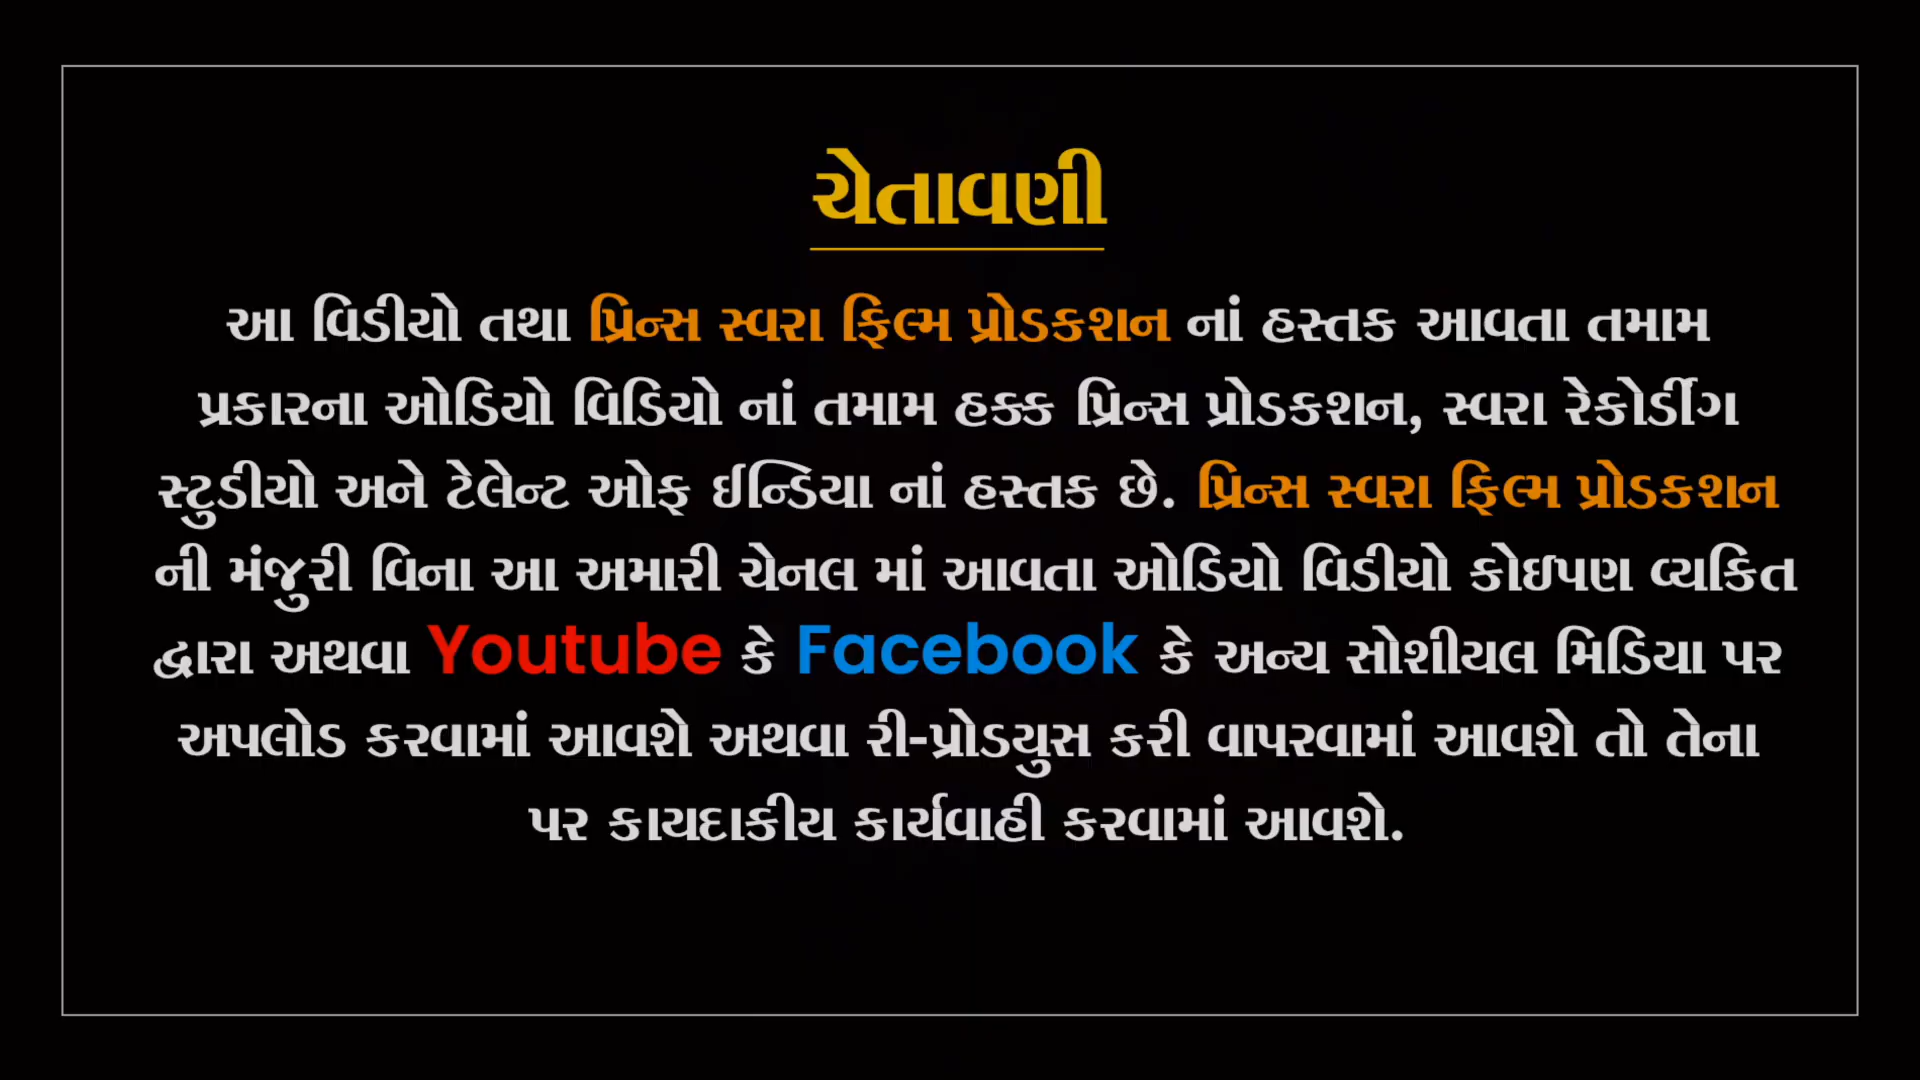 ચેતાવણી
આ વિડીયો તથા પ્રિન્સ સ્વરા ફિલ્મ પ્રોડકશન નાં હસ્તક આવતા તમામ
પ્રકારના ઓડિયો વિડિયો નાં તમામ હક્ક પ્રિન્સ પ્રોડકશન, સ્વરા રેકોર્ડીંગ
સ્ટુડીયો અને ટેલેન્ટ ઓફ ઈન્ડિયા નાં હસ્તક છે. પ્રિન્સ સ્વરા ફિલ્મ પ્રોડકશન
ની મંજુરી વિના આ અમારી ચેનલ માં આવતા ઓડિયો વિડીયો કોઇપણ વ્યકિત
દ્વારા અથવા Youtube કે Facebook કે અન્ય સોશીયલ મિડિયા પર
અપલોડ કરવામાં આવશે અથવા રી-પ્રોડયુસ કરી વાપરવામાં આવશે તો તેના
પર કાયદાકીય કાર્યવાહી કરવામાં આવશે.